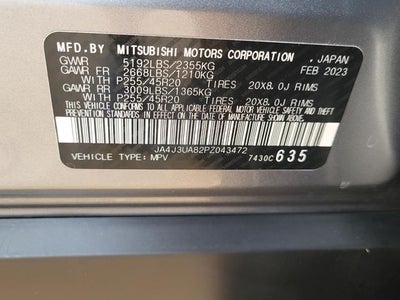 MFD.BY MITSUBISHI MOTORS CORPORATION , JAPAN
GVWR 5192LBS/2355KG FEB 2023
GAWR FR 2668LBS/1210KG
WITH P255/45R20 TIRES 20X8.0J RIMS
GAWR RR 3009LBS/1365KG
WITH P255/45R20 TIRES 20X8.0J RIMS
THIS VEHICLE CONFORMS TO ALL APPLICABLE FEDERAL MOTOR VEHICLE SAFETY AND THEFT
PREVENTION STANDARDS IN EFFECT ON THE DATE OF MANUFACTURE SHOWN ABOVE.
JA4J3UA82PZ043472
VEHICLE TYPE: MPV 7430C 635